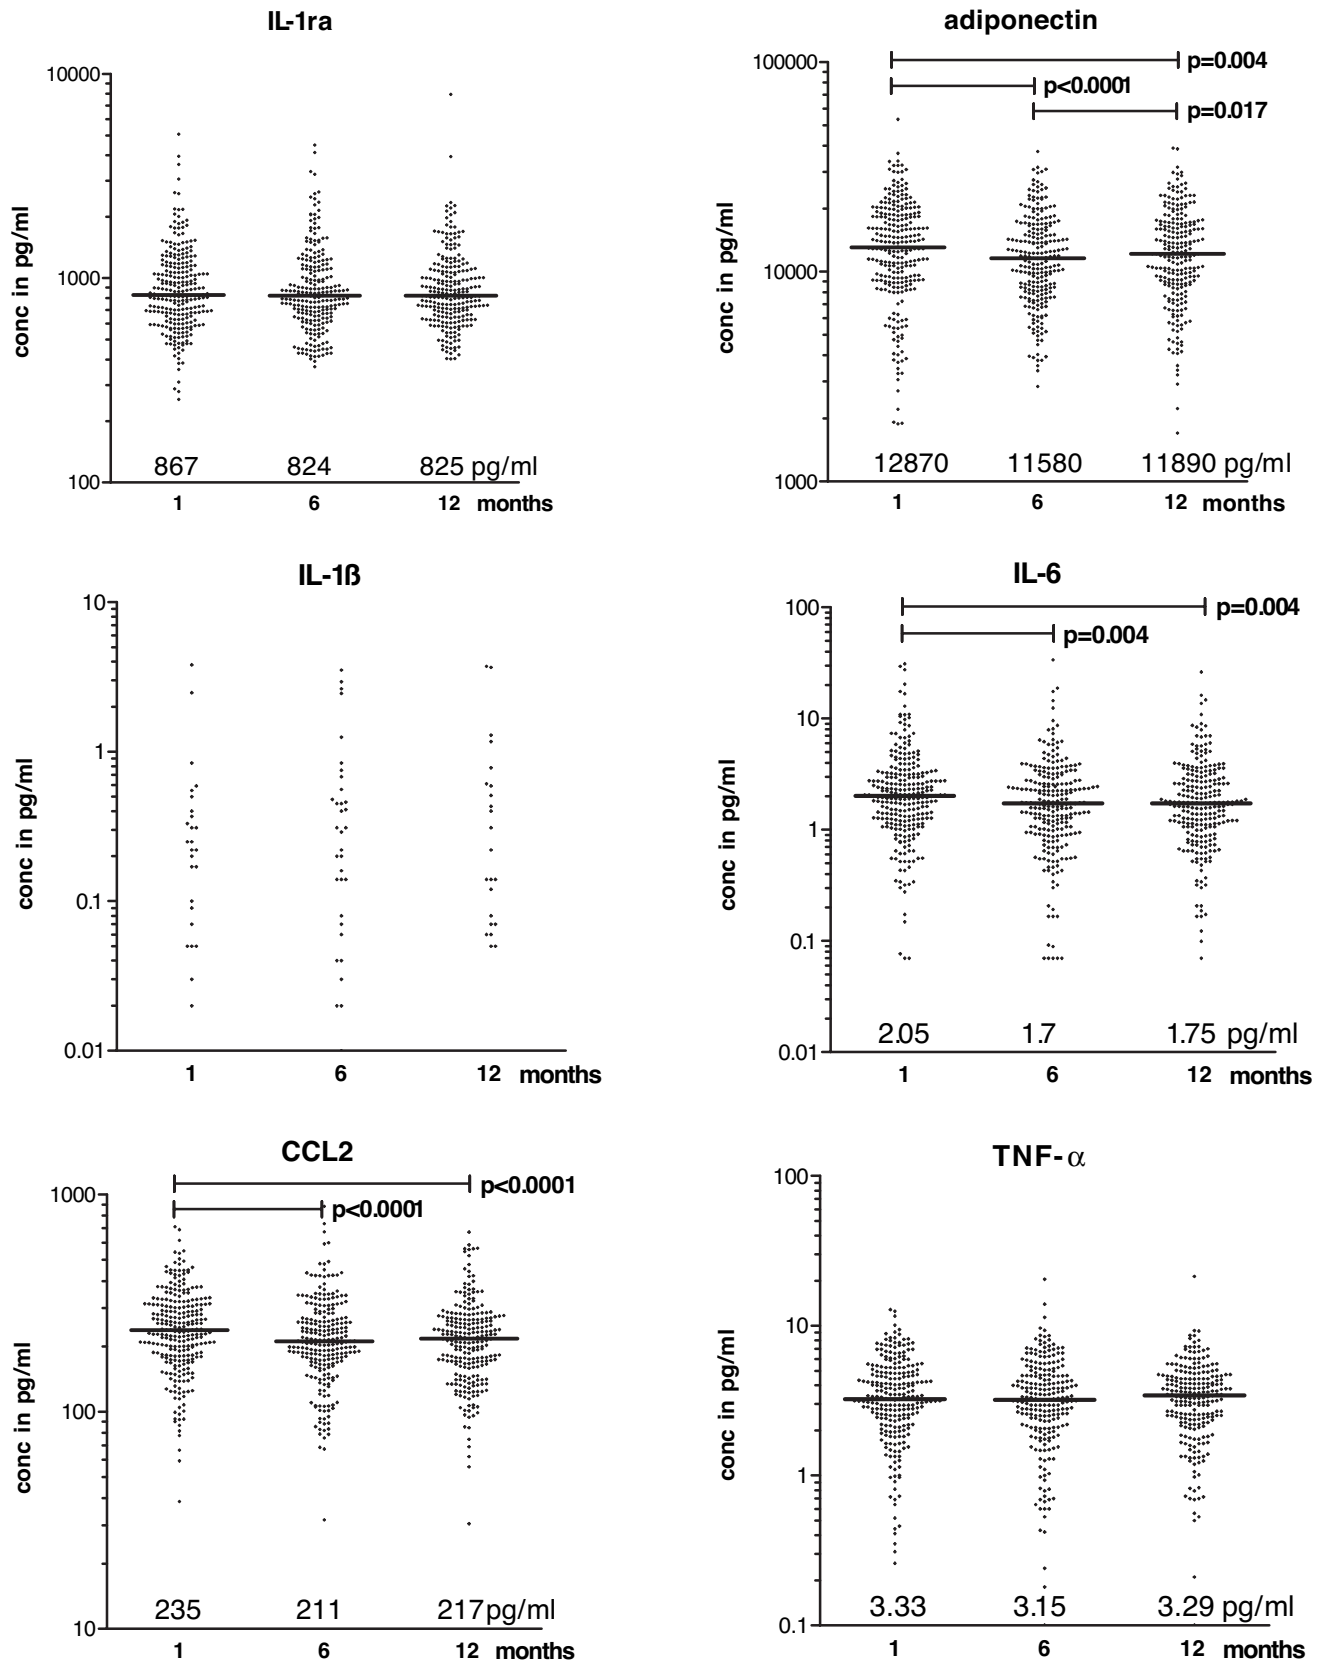 IL-1ra
10000
1000
100
conc in pg/ml
867 824 825 pg/ml
1 6 12 months
adiponectin
p=0.004
p<0.0001
p=0.017
100000
10000
1000
conc in pg/ml
12870 11580 11890 pg/ml
1 6 12 months
IL-1ß
10
1
0.1
0.01
conc in pg/ml
1 6 12 months
IL-6
p=0.004
p=0.004
100
10
1
0.1
0.01
conc in pg/ml
2.05 1.7 1.75 pg/ml
1 6 12 months
CCL2
p<0.0001
p<0.0001
1000
100
10
conc in pg/ml
235 211 217pg/ml
1 6 12 months
TNF-α
100
10
1
0.1
conc in pg/ml
3.33 3.15 3.29 pg/ml
1 6 12 months